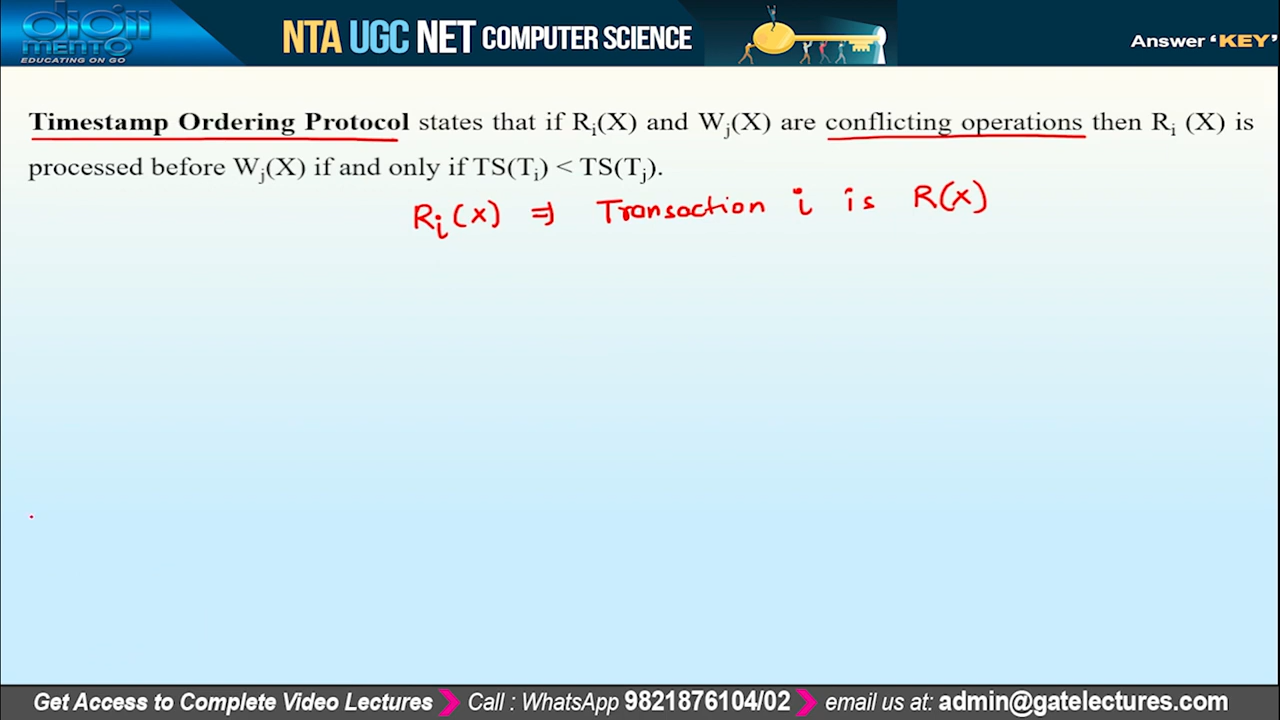 digii
MENTO
EDUCATING ON GO
NTA UGC NET COMPUTER SCIENCE
Answer ‘KEY’
Timestamp Ordering Protocol states that if Ri(X) and Wj(X) are conflicting operations then Ri (X) is
processed before Wj(X) if and only if TS(Ti) < TS(Tj).
Ri(x) ⇒ Transaction i is R(x)
Get Access to Complete Video Lectures Call : WhatsApp 9821876104/02 email us at: admin@gatelectures.com